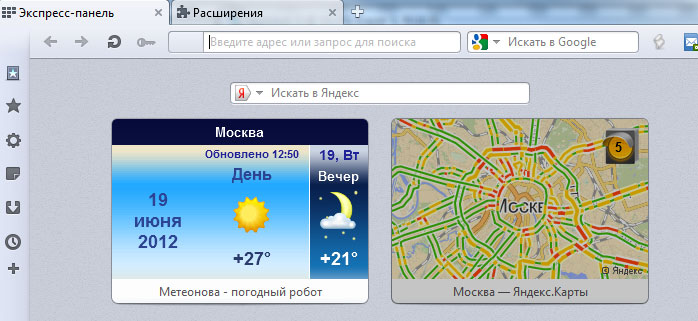 Экспресс-панель
Расширения
Введите адрес или запрос для поиска
Искать в Google
Я Искать в Яндекс
Москва
Обновлено 12:50
19, Вт
День
Вечер
19
июня
2012
+27°
+21°
Метеонова - погодный робот
5
МОСКВ
© Яндекс
Москва — Яндекс.Карты